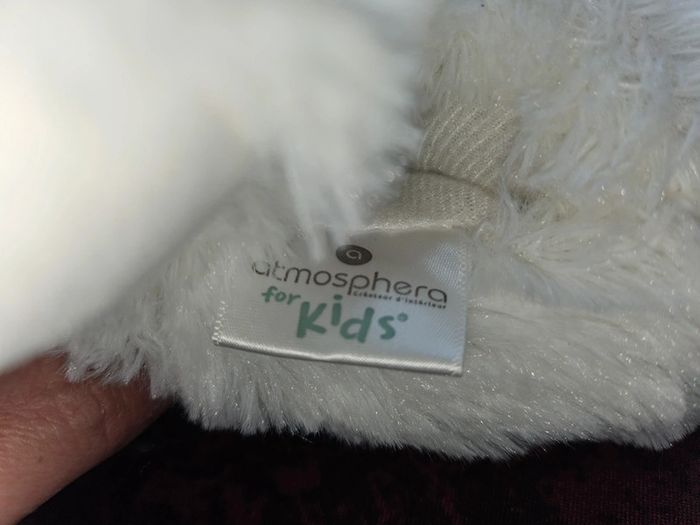 a
atmosphera
Créateur d'intérieur
for
Kids®